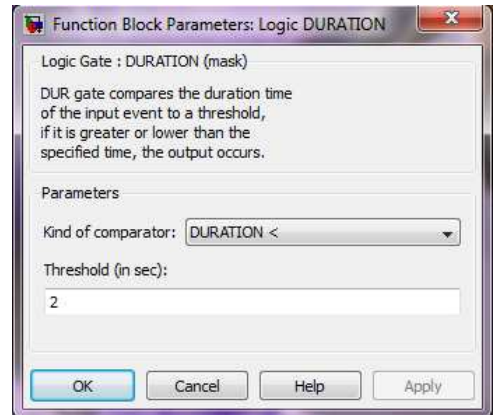 Function Block Parameters: Logic DURATION
Logic Gate : DURATION (mask)
DUR gate compares the duration time
of the input event to a threshold,
if it is greater or lower than the
specified time, the output occurs.
Parameters
Kind of comparator: DURATION <
Threshold (in sec):
2
OK Cancel Help Apply